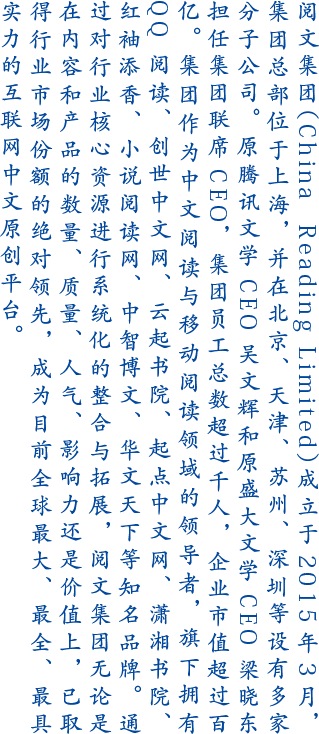 阅文集团(China Reading Limited)成立于2015年3月，
集团总部位于上海，并在北京、天津、苏州、深圳等设有多家
分子公司。原腾讯文学CEO吴文辉和原盛大文学CEO梁晓东
担任集团联席CEO，集团员工总数超过千人，企业市值超过百
亿。集团作为中文阅读与移动阅读领域的领导者，旗下拥有
QQ阅读、创世中文网、云起书院、起点中文网、潇湘书院、
红袖添香、小说阅读网、中智博文、华文天下等知名品牌。通
过对行业核心资源进行系统化的整合与拓展，阅文集团无论是
在内容和产品的数量、质量、人气、影响力还是价值上，已取
得行业市场份额的绝对领先，成为目前全球最大、最全、最具
实力的互联网中文原创平台。